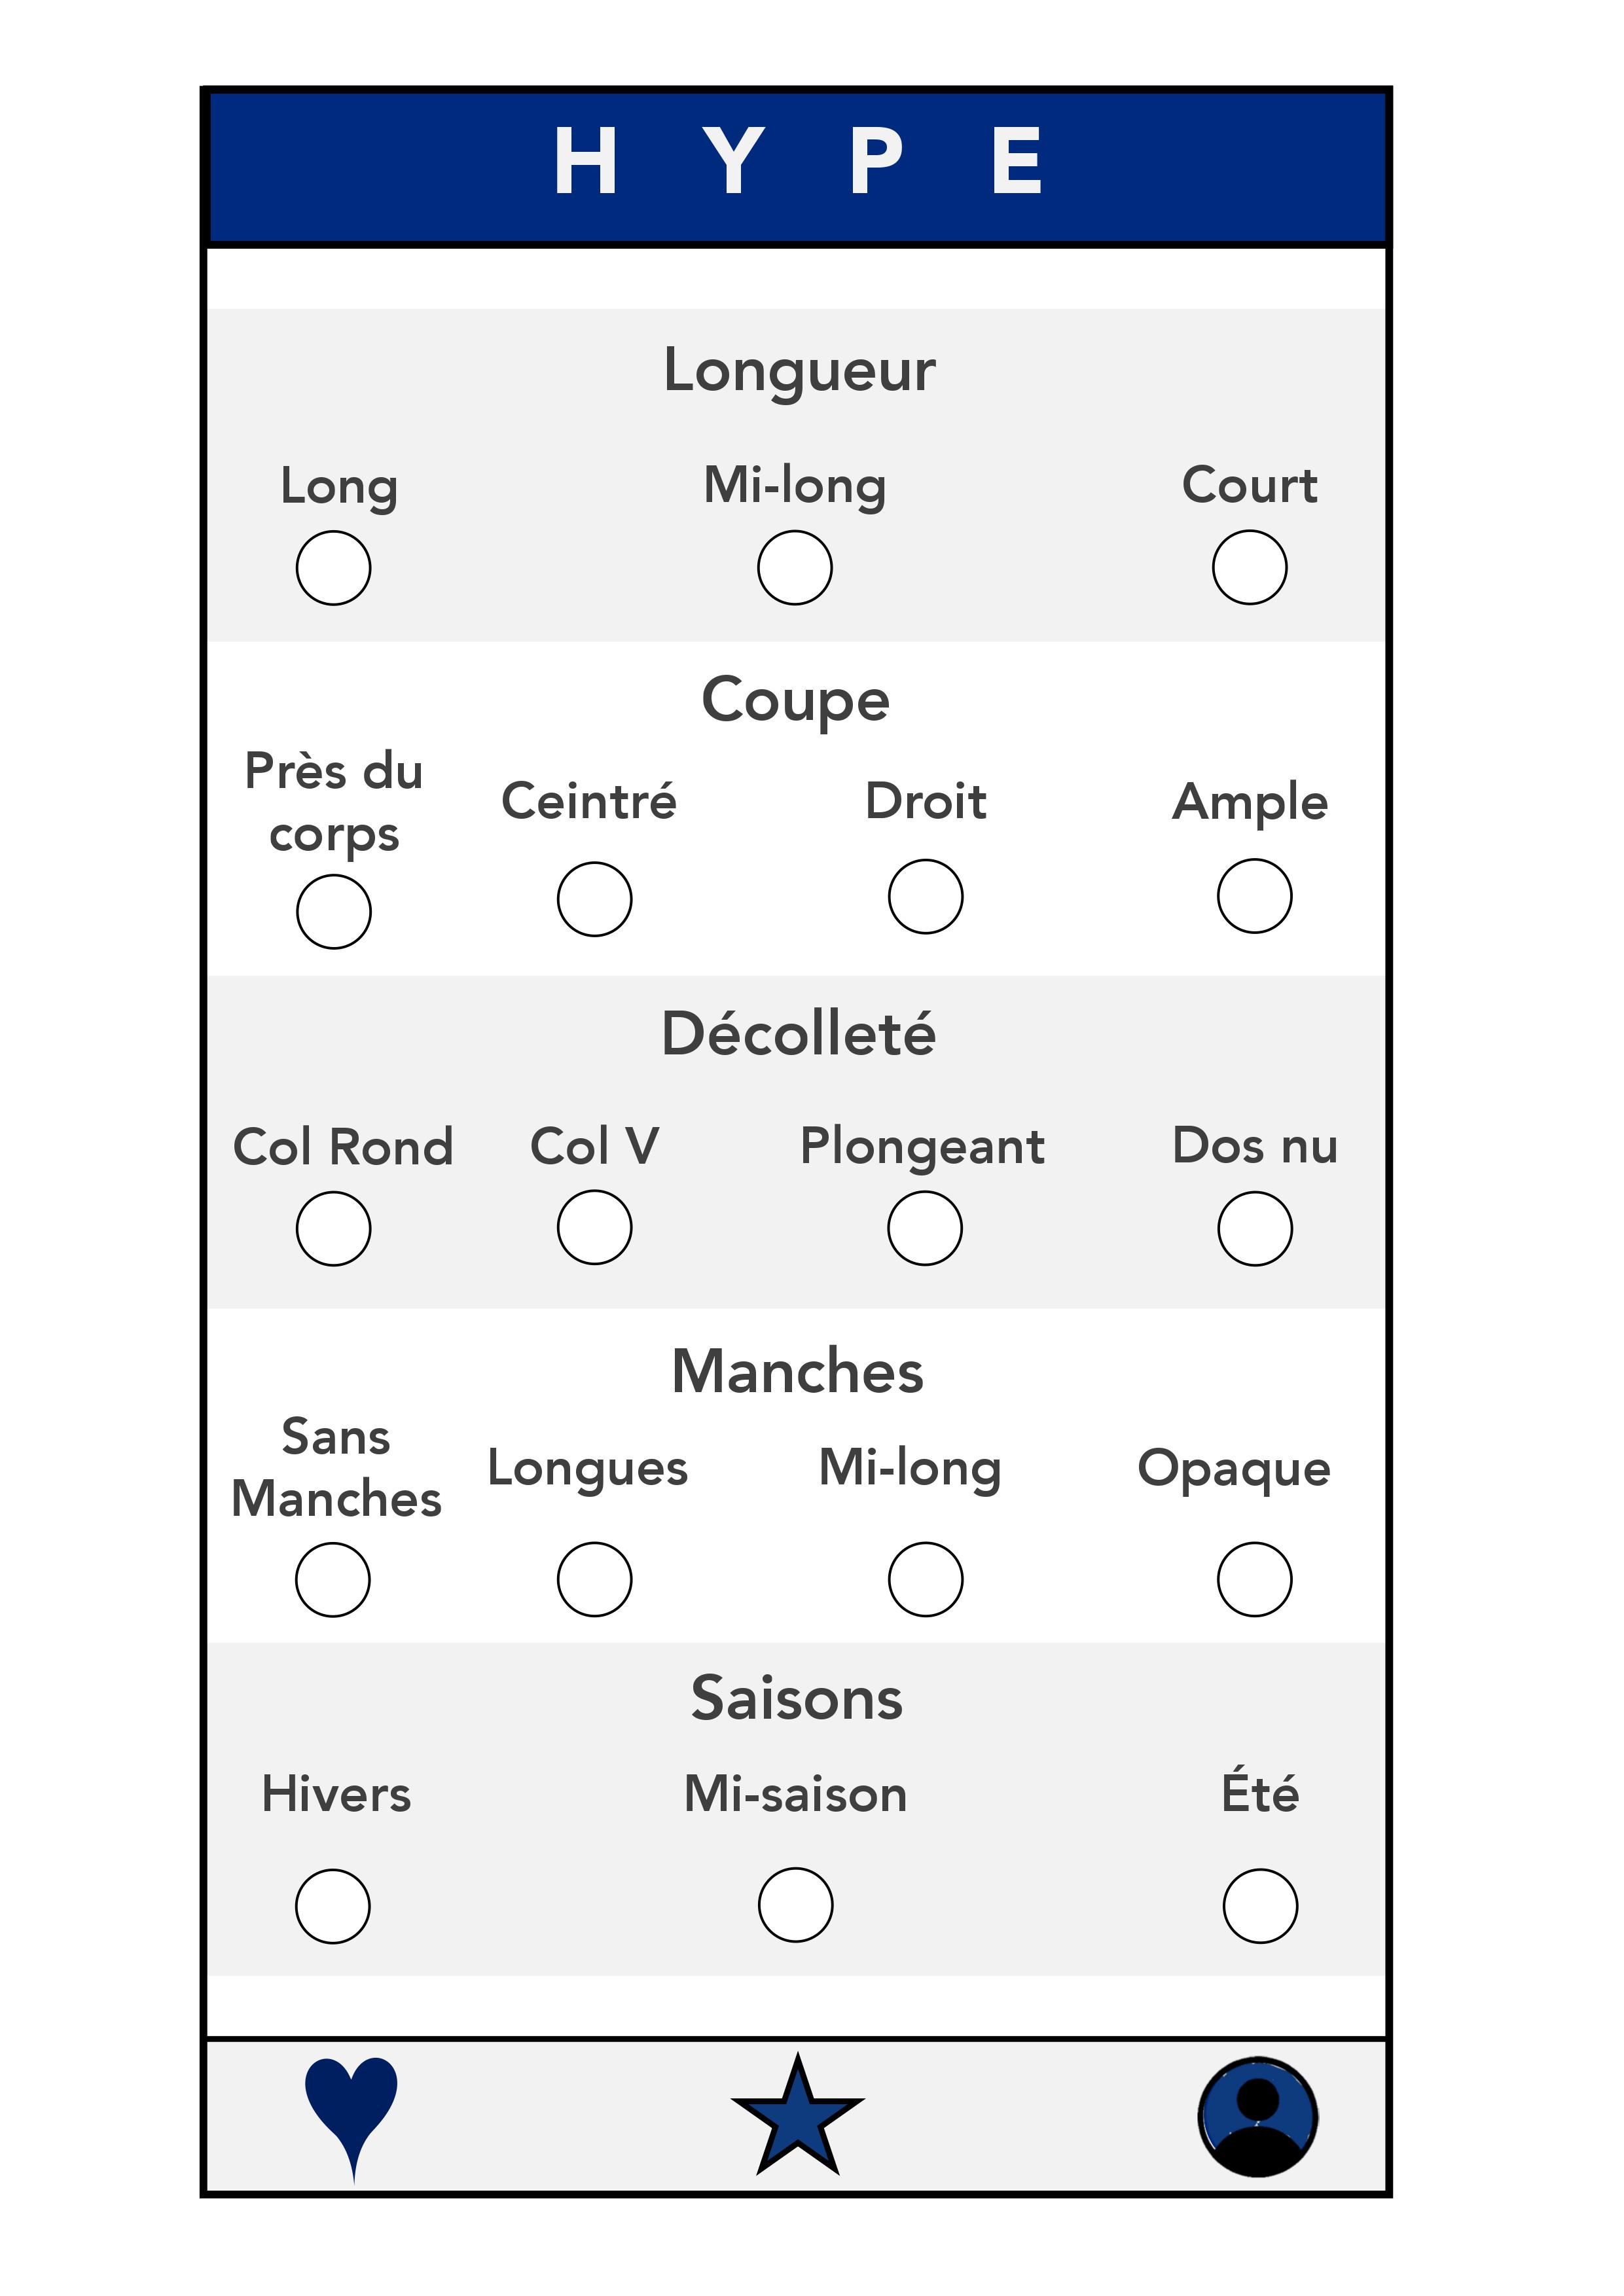 H Y P E
Longueur
Long Mi-long Court
Coupe
Près du
corps
Ceintré Droit Ample
Décolleté
Col Rond Col V Plongeant Dos nu
Manches
Sans
Manches
Longues Mi-long Opaque
Saisons
Hivers Mi-saison Été